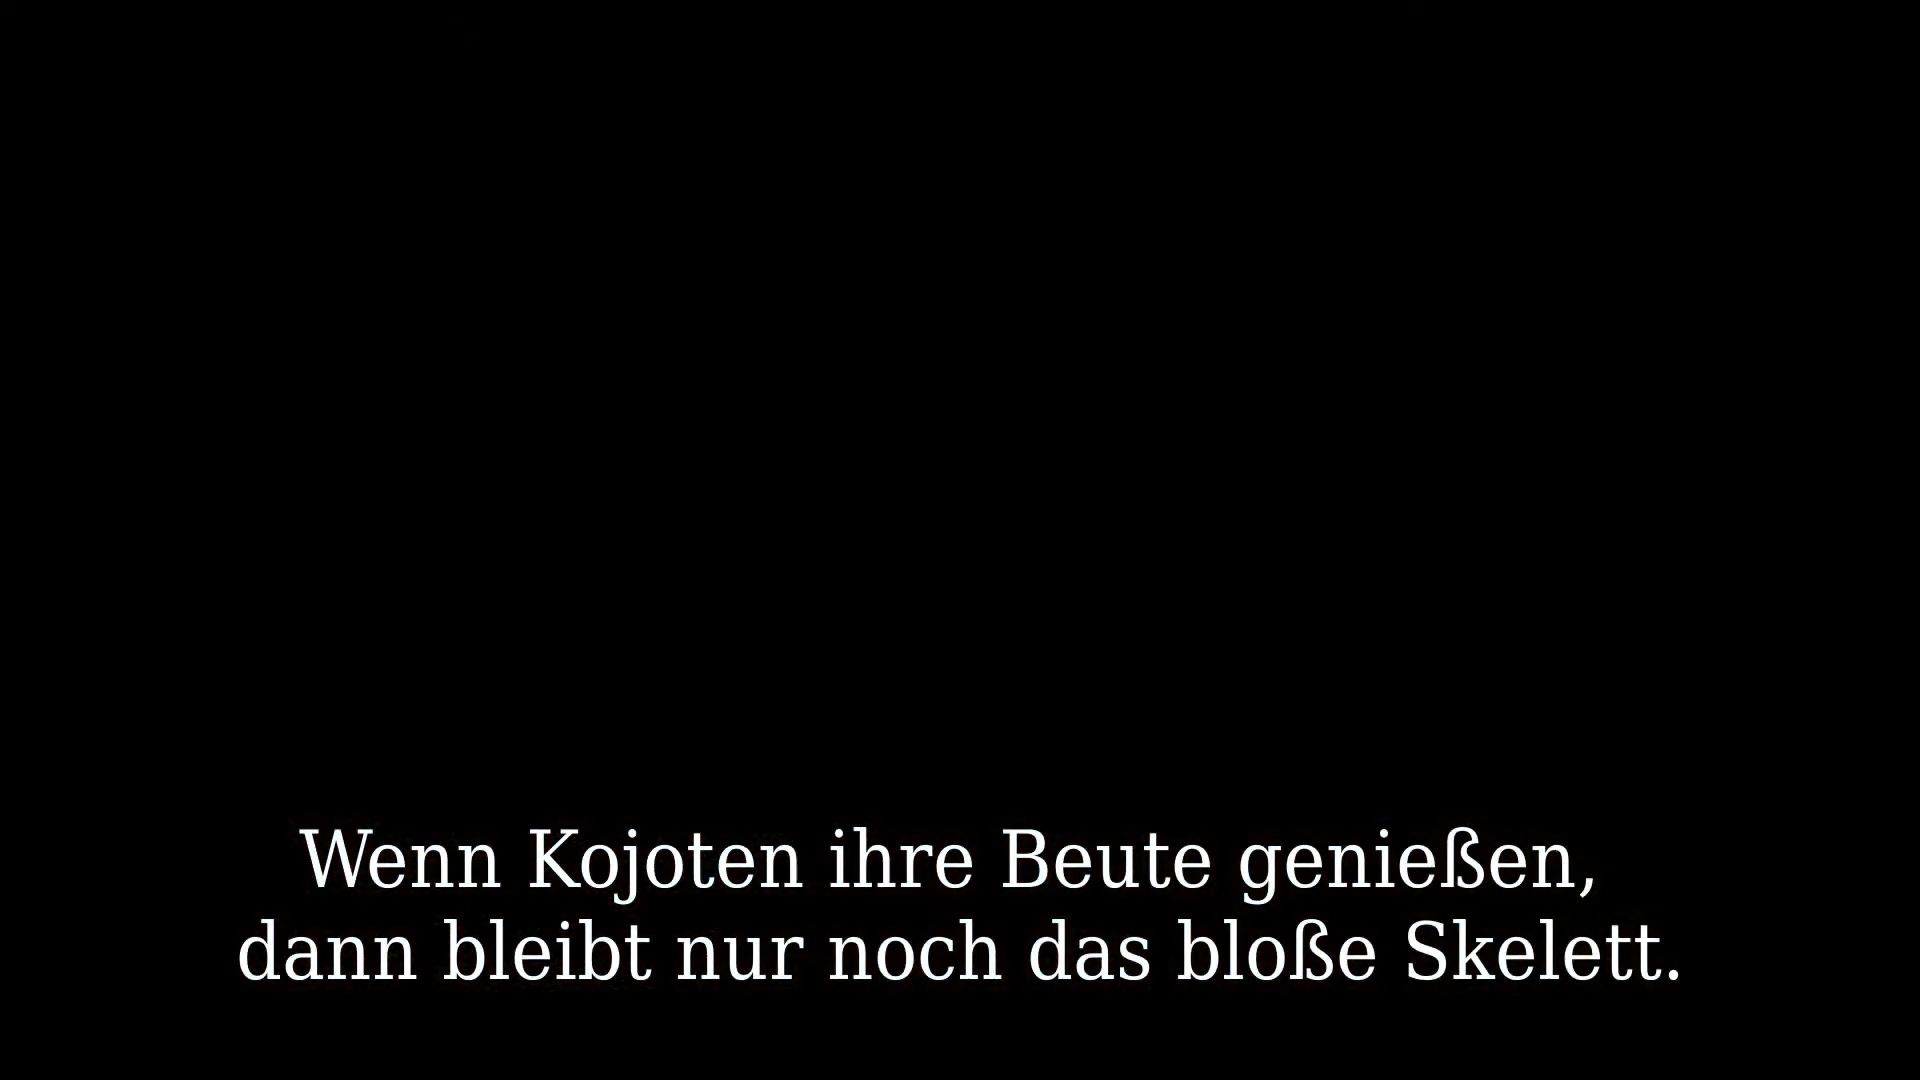 Wenn Kojoten ihre Beute genießen,
dann bleibt nur noch das bloße Skelett.